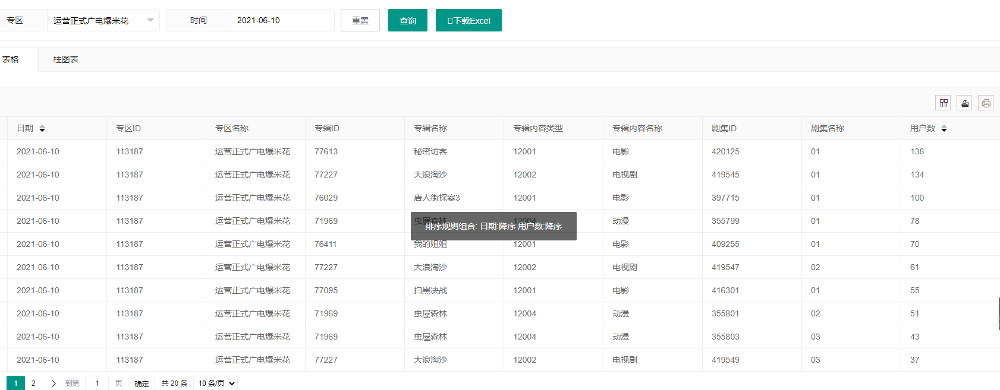 专区 运营正式广电爆米花 时间 2021-06-10 重置 查询 下载Excel
表格 柱图表
日期 专区ID 专区名称 专辑ID 专辑名称 专辑内容类型 专辑内容名称 剧集ID 剧集名称 用户数
2021-06-10 113187 运营正式广电爆米花 77613 秘密访客 12001 电影 420125 01 138
2021-06-10 113187 运营正式广电爆米花 77227 大浪淘沙 12002 电视剧 419545 01 134
2021-06-10 113187 运营正式广电爆米花 76029 唐人街探案3 12001 电影 397715 01 100
2021-06-10 113187 运营正式广电爆米花 71969 虫屋森林 12004 动漫 355799 01 78
排序规则组合: 日期:降序 用户数:降序
2021-06-10 113187 运营正式广电爆米花 76411 我的姐姐 12001 电影 409255 01 70
2021-06-10 113187 运营正式广电爆米花 77227 大浪淘沙 12002 电视剧 419547 02 61
2021-06-10 113187 运营正式广电爆米花 77095 扫黑决战 12001 电影 416301 01 55
2021-06-10 113187 运营正式广电爆米花 71969 虫屋森林 12004 动漫 355801 02 51
2021-06-10 113187 运营正式广电爆米花 71969 虫屋森林 12004 动漫 355803 03 43
2021-06-10 113187 运营正式广电爆米花 77227 大浪淘沙 12002 电视剧 419549 03 37
1 2 到第 1 页 确定 共 20 条 10 条/页